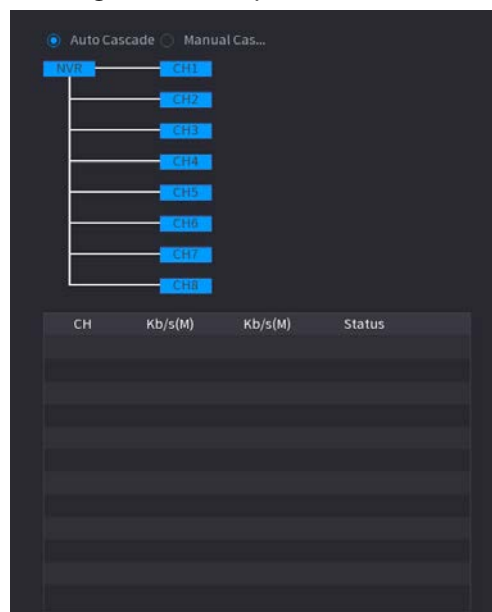 Auto Cascade Manual Cas...
NVR CH1
CH2
CH3
CH4
CH5
CH6
CH7
CH8
CH Kb/s(M) Kb/s(M) Status